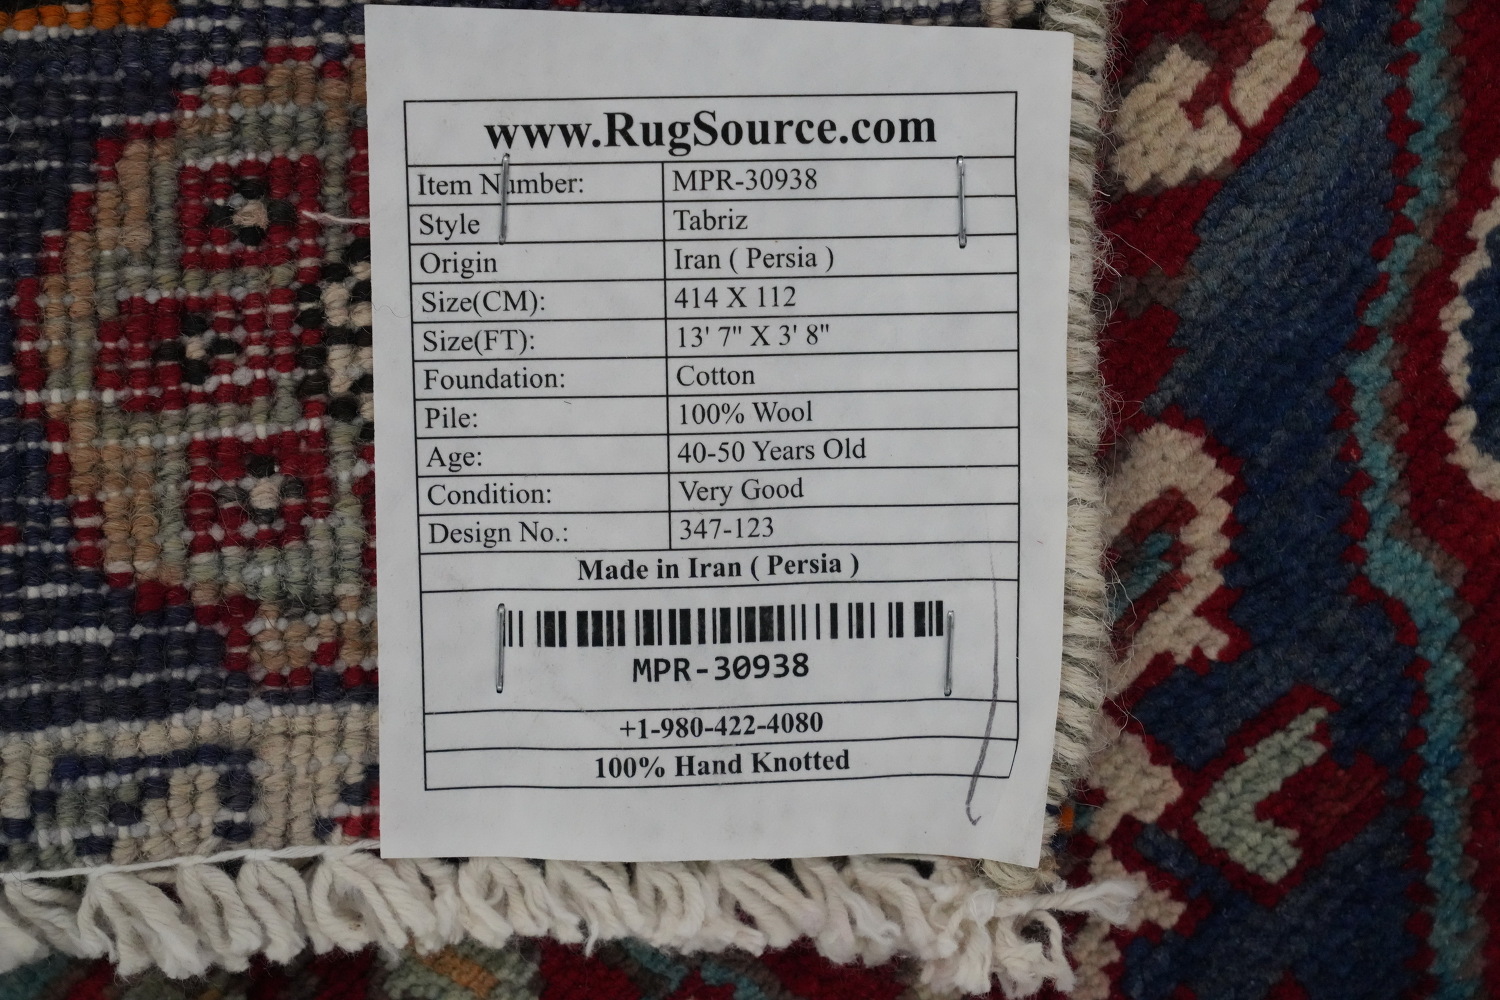 www.RugSource.com
Item Number: MPR-30938
Style Tabriz
Origin Iran ( Persia )
Size(CM): 414 X 112
Size(FT): 13' 7" X 3' 8"
Foundation: Cotton
Pile: 100% Wool
Age: 40-50 Years Old
Condition: Very Good
Design No.: 347-123
Made in Iran ( Persia )
MPR-30938
+1-980-422-4080
100% Hand Knotted